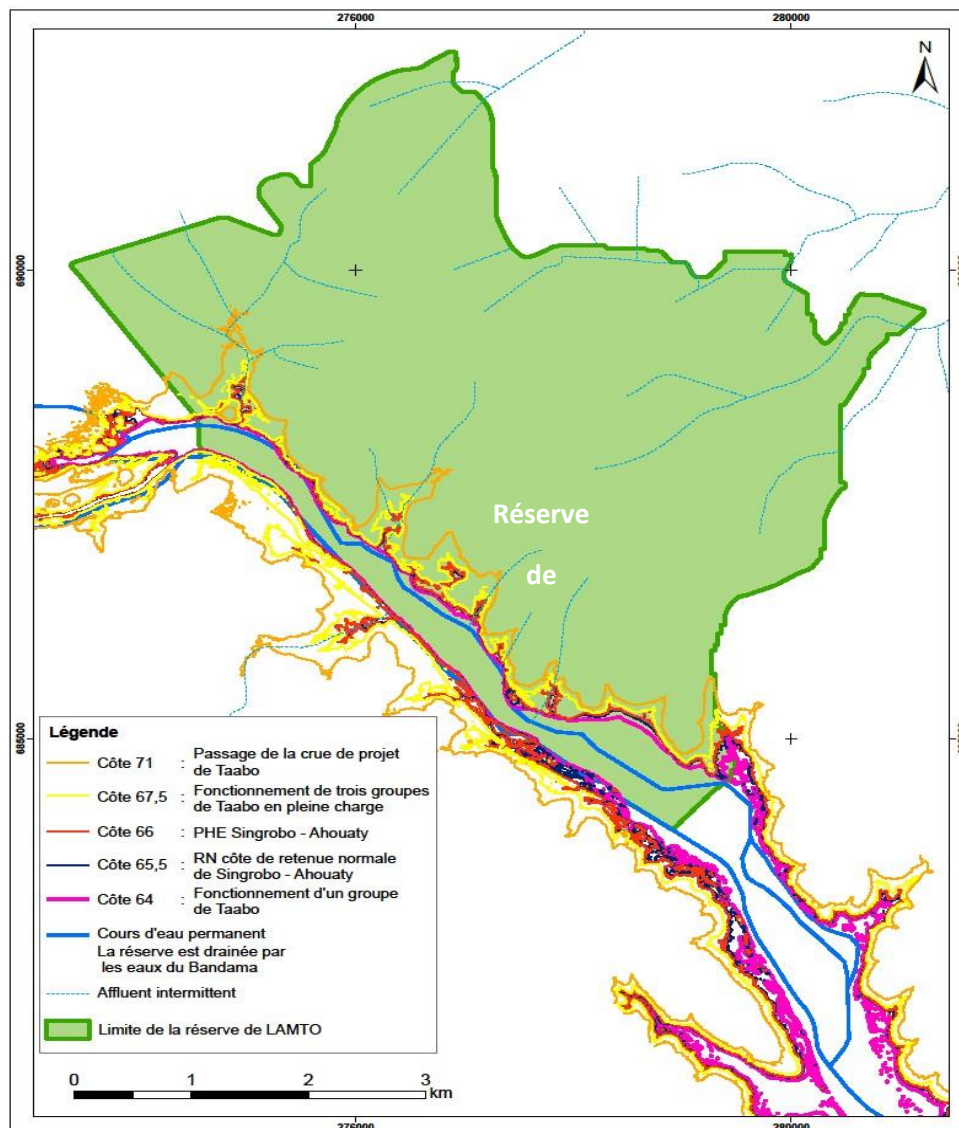 276000
280000
N
690000
Réserve
de
685000
Légende
Côte 71 : Passage de la crue de projet
de Taabo
Côte 67,5 : Fonctionnement de trois groupes
de Taabo en pleine charge
Côte 66 : PHE Singrobo - Ahouaty
Côte 65,5 : RN côte de retenue normale
de Singrobo - Ahouaty
Côte 64 : Fonctionnement d'un groupe
de Taabo
Cours d'eau permanent
La réserve est drainée par
les eaux du Bandama
Affluent intermittent
Limite de la réserve de LAMTO
0 1 2 3
km
276000
280000